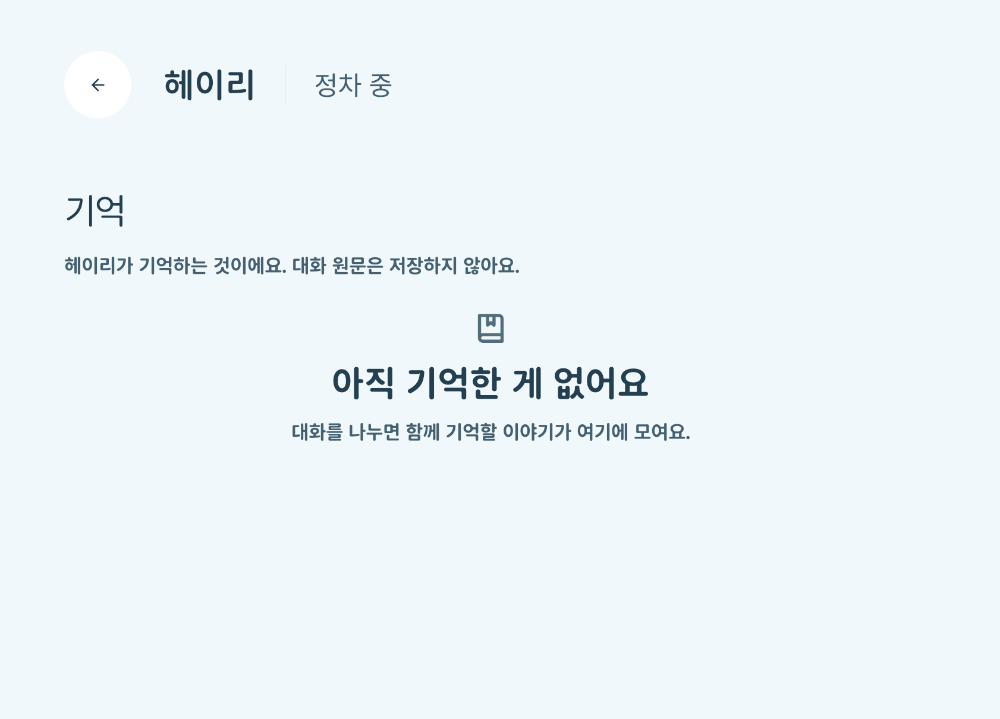 헤이리
정차 중
기억
헤이리가 기억하는 것이에요. 대화 원문은 저장하지 않아요.
아직 기억한 게 없어요
대화를 나누면 함께 기억할 이야기가 여기에 모여요.